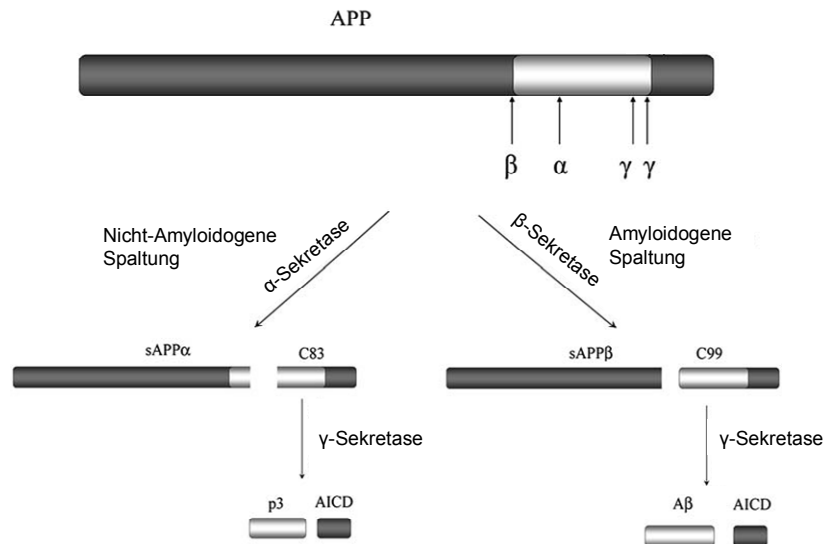 APP
β α γ γ
Nicht-Amyloidogene
Spaltung
α-Sekretase
β-Sekretase
Amyloidogene
Spaltung
sAPPα C83
sAPPβ C99
γ-Sekretase
γ-Sekretase
p3 AICD
Aβ AICD